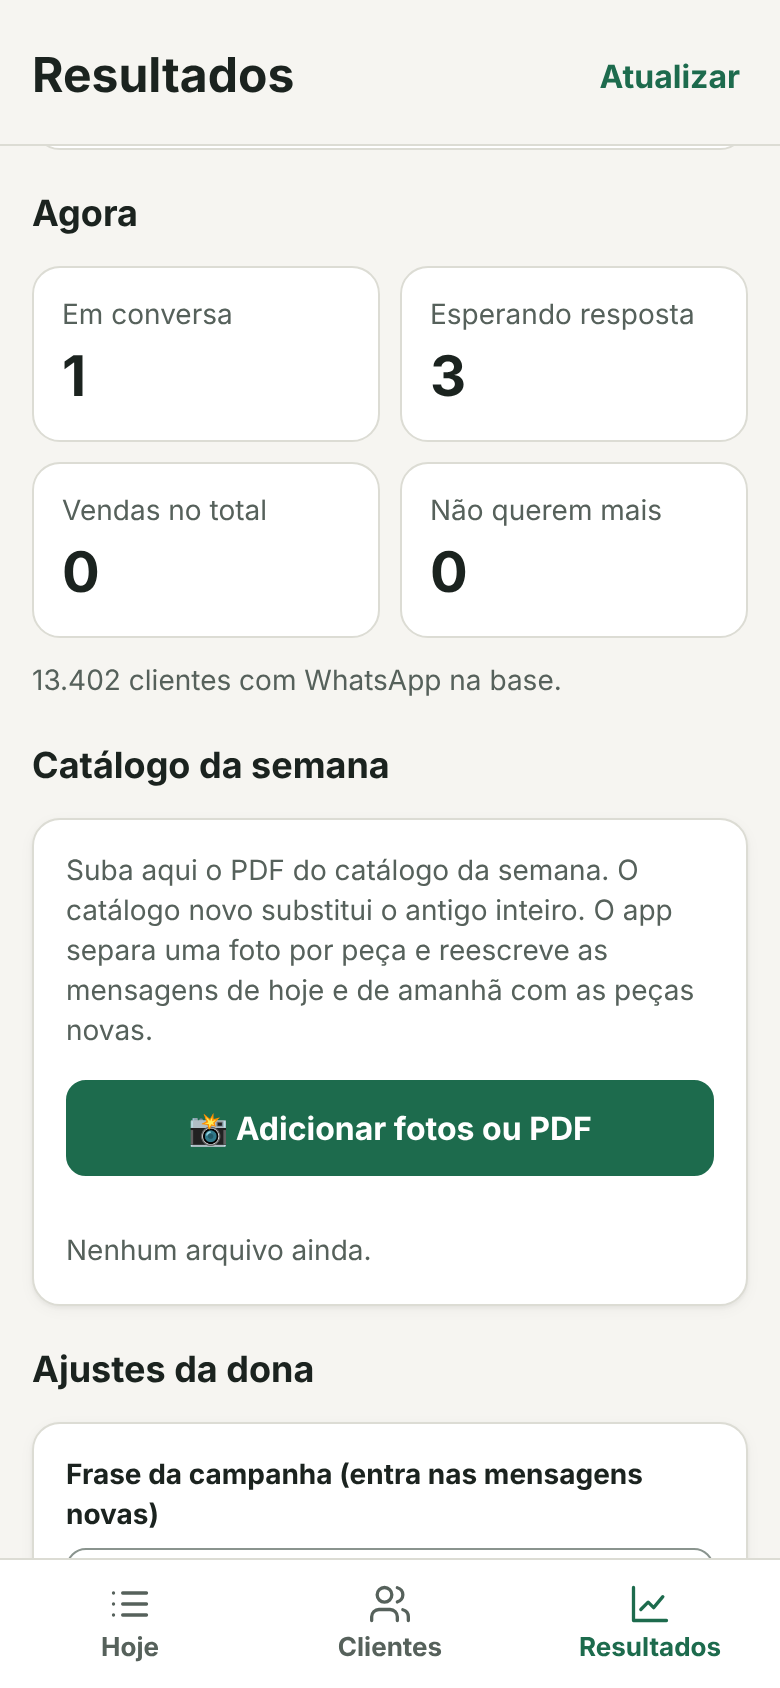 Resultados
Atualizar
Agora
Em conversa
1
Esperando resposta
3
Vendas no total
0
Não querem mais
0
13.402 clientes com WhatsApp na base.
Catálogo da semana
Suba aqui o PDF do catálogo da semana. O
catálogo novo substitui o antigo inteiro. O app
separa uma foto por peça e reescreve as
mensagens de hoje e de amanhã com as peças
novas.
📸 Adicionar fotos ou PDF
Nenhum arquivo ainda.
Ajustes da dona
Frase da campanha (entra nas mensagens
novas)
Hoje
Clientes
Resultados